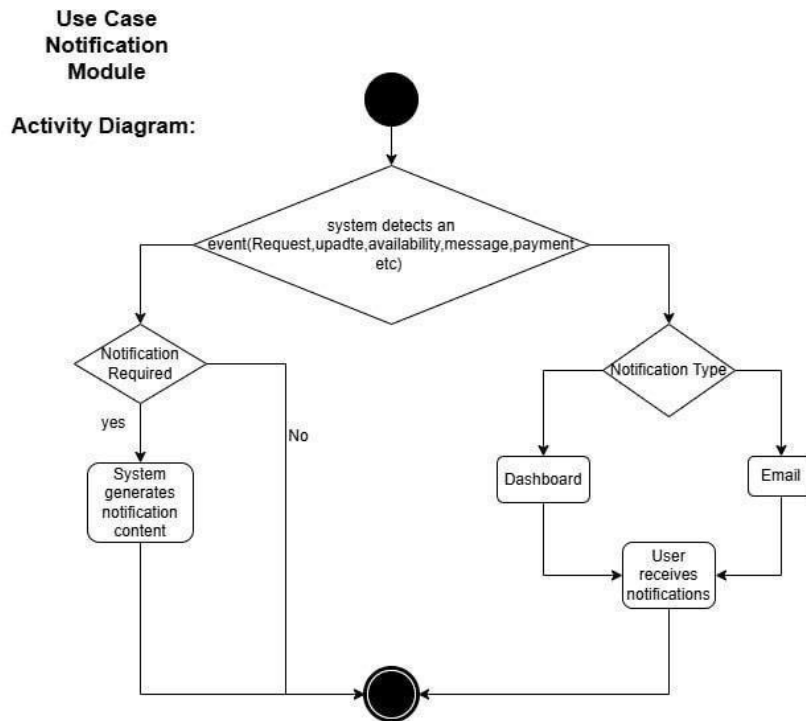 Use Case
Notification
Module
Activity Diagram:
system detects an
event(Request,upadte,availability,message,payment
etc)
Notification
Required
Notification Type
yes
No
System
generates
notification
content
Dashboard
Email
User
receives
notifications